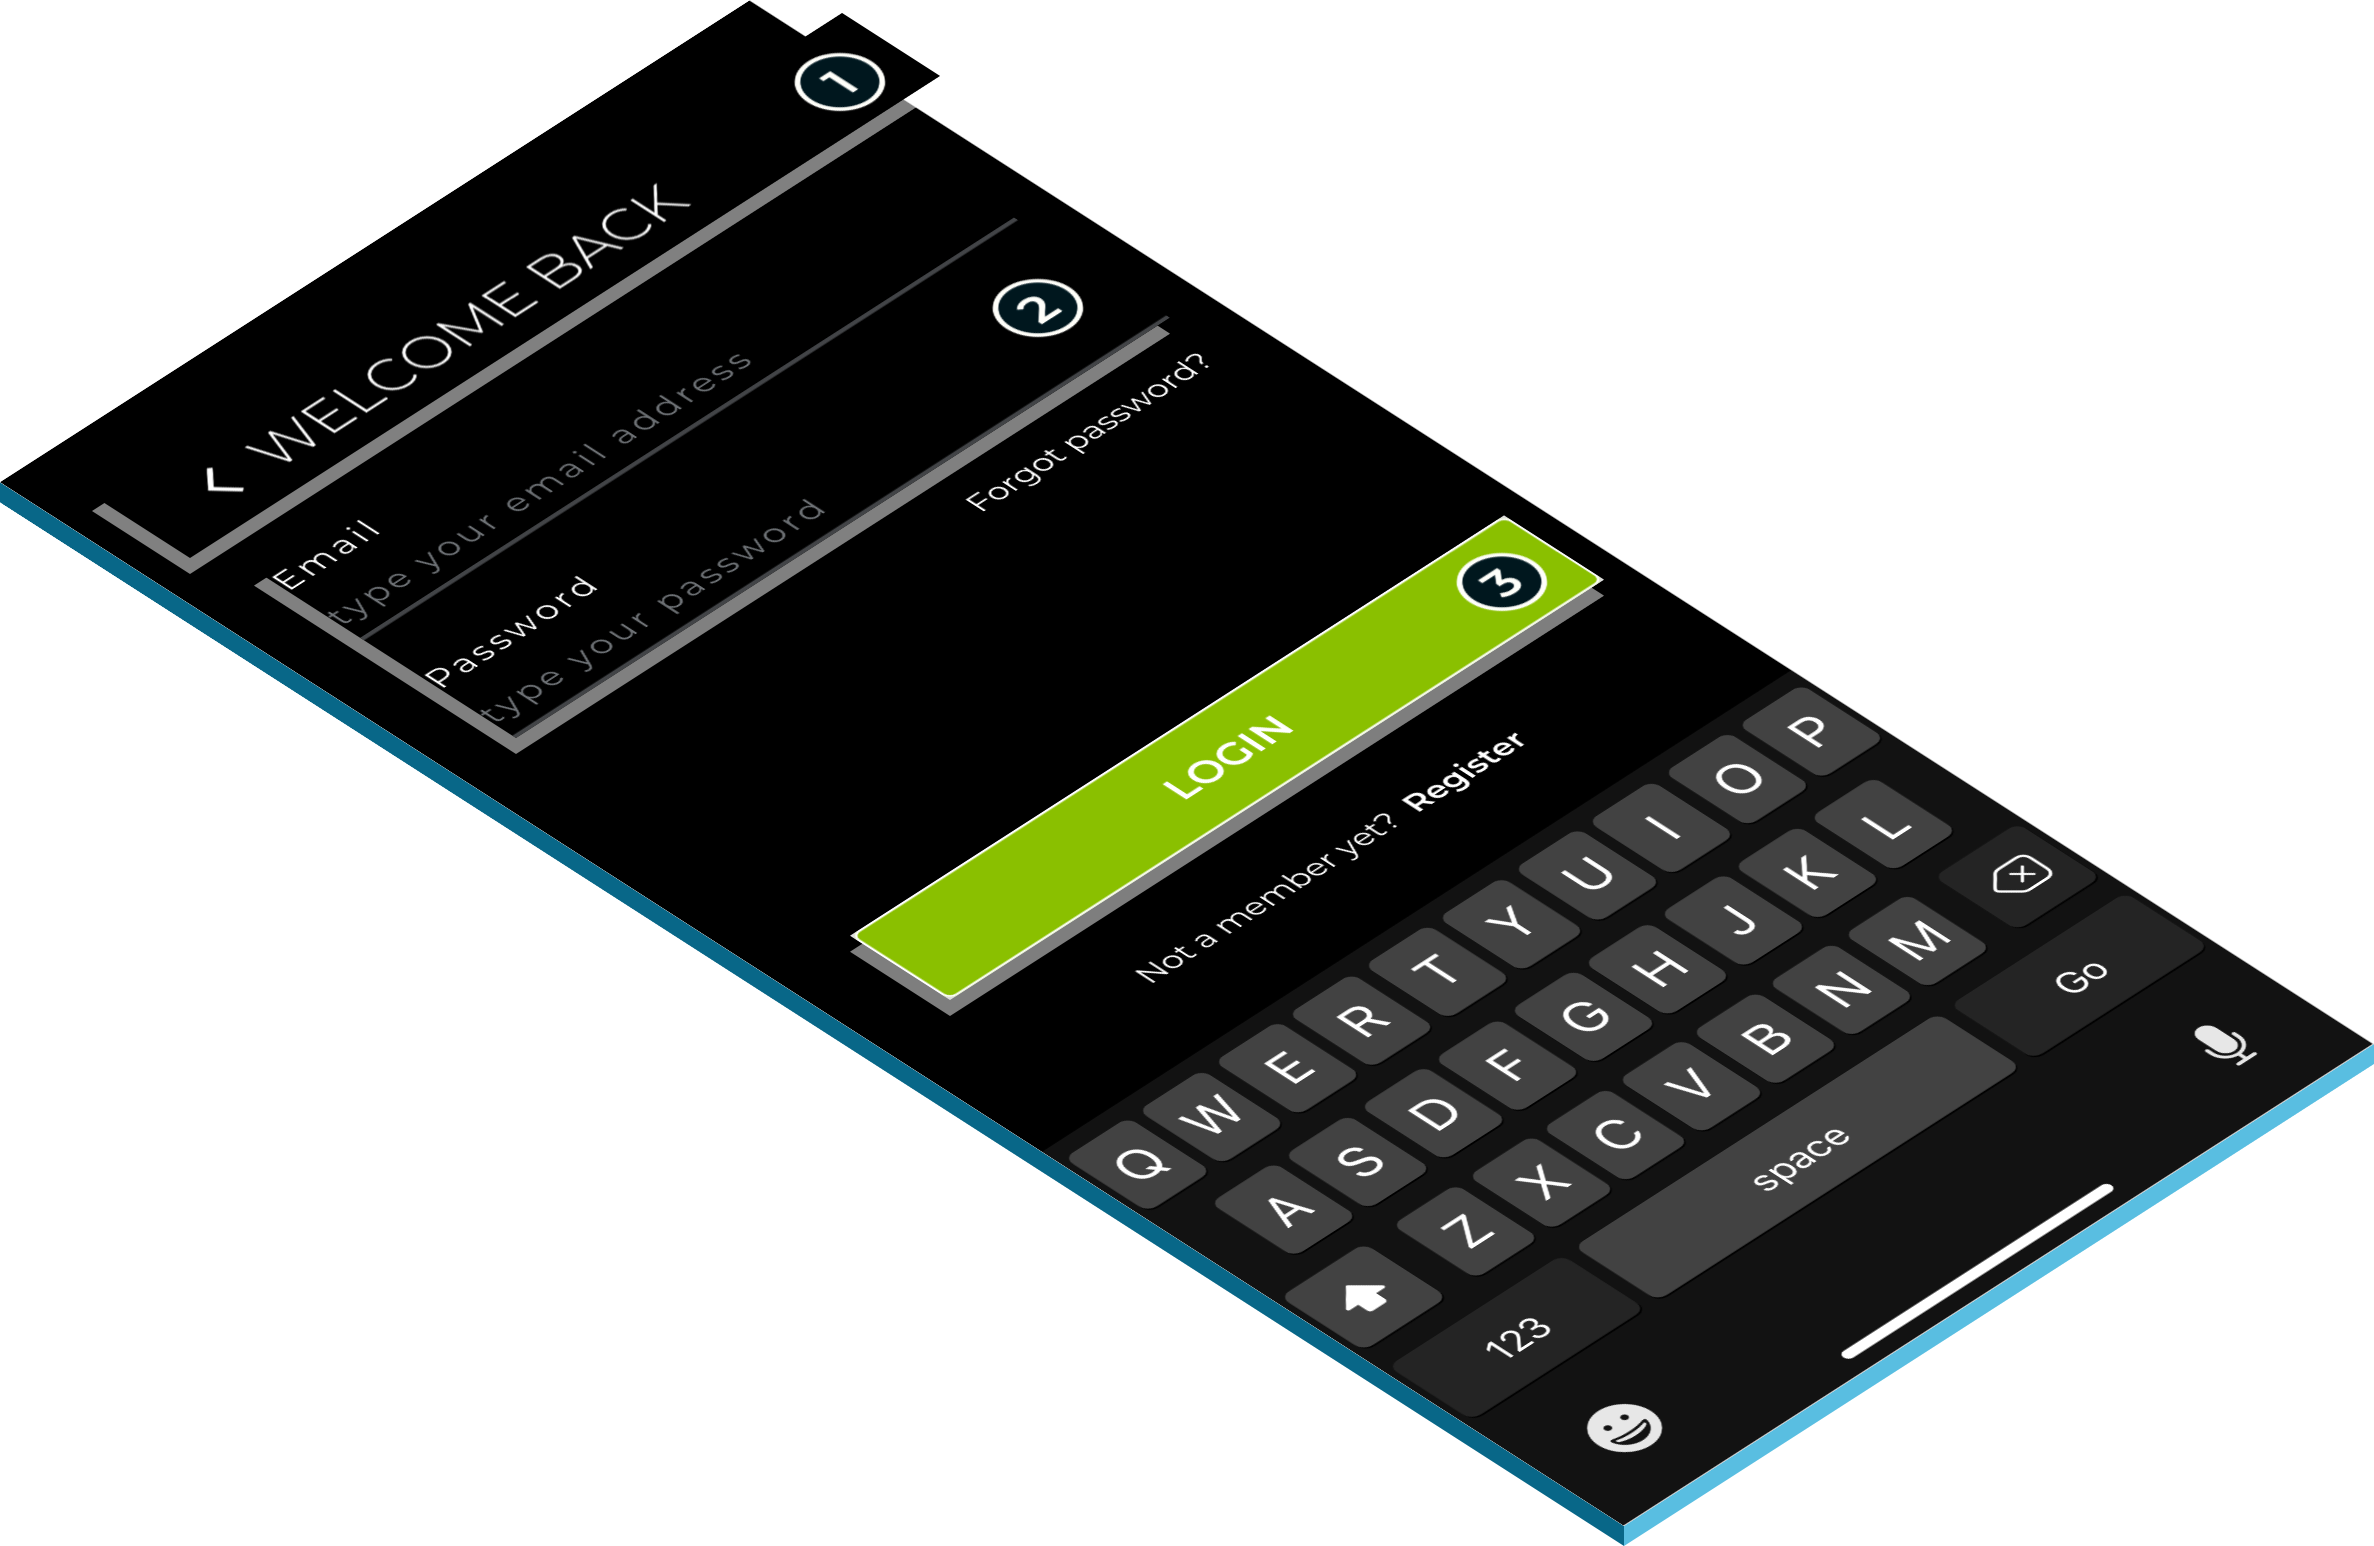 1
WELCOME BACK
Email
type your email address
2
Password
type your password
Forgot password?
3
LOGIN
Not a member yet? Register
Q W E R T Y U I O P
A S D F G H J K L
Z X C V B N M
123 space Go